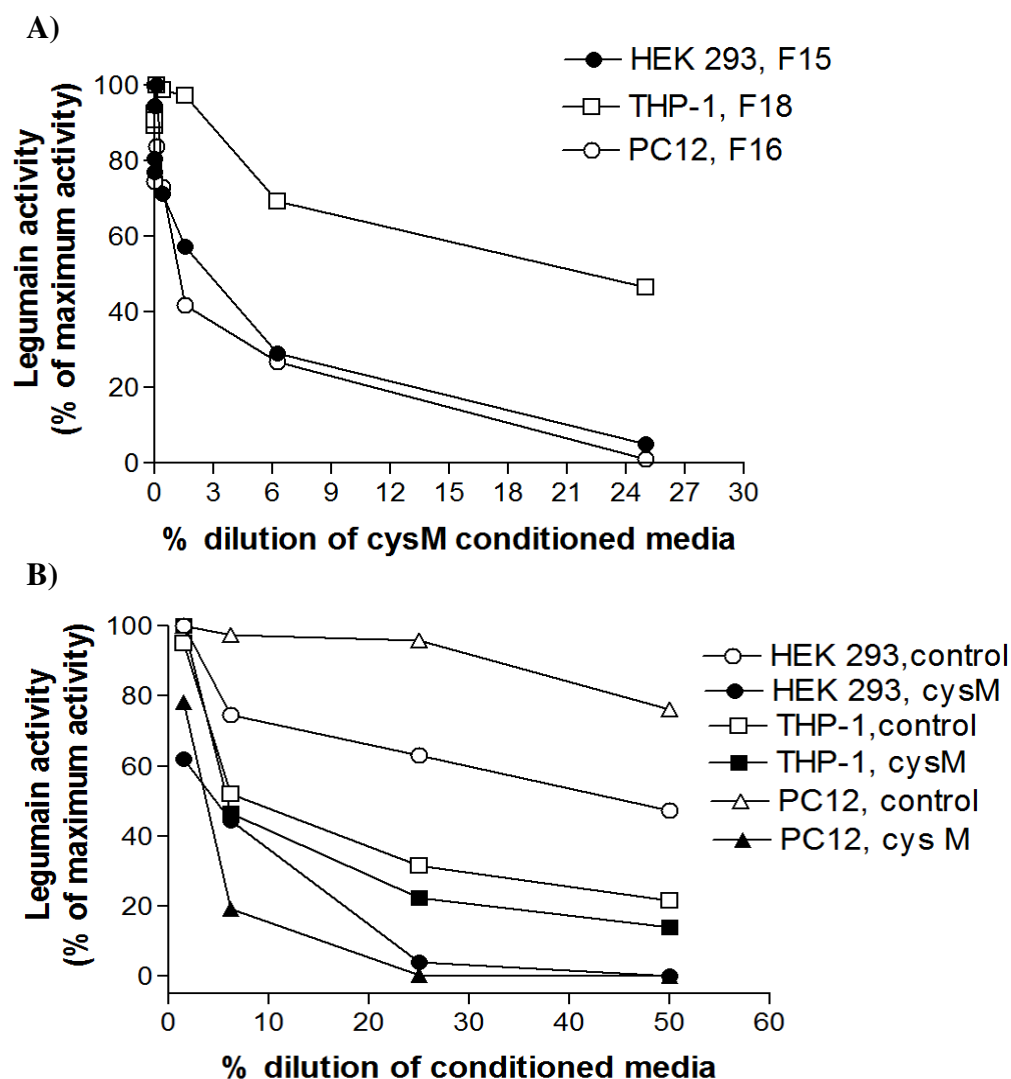 A)
HEK 293, F15
THP-1, F18
PC12, F16
Legumain activity
(% of maximum activity)
100
80
60
40
20
0
0 3 6 9 12 15 18 21 24 27 30
% dilution of cysM conditioned media
B)
HEK 293,control
HEK 293, cysM
THP-1,control
THP-1, cysM
PC12, control
PC12, cys M
Legumain activity
(% of maximum activity)
100
80
60
40
20
0
0 10 20 30 40 50 60
% dilution of conditioned media